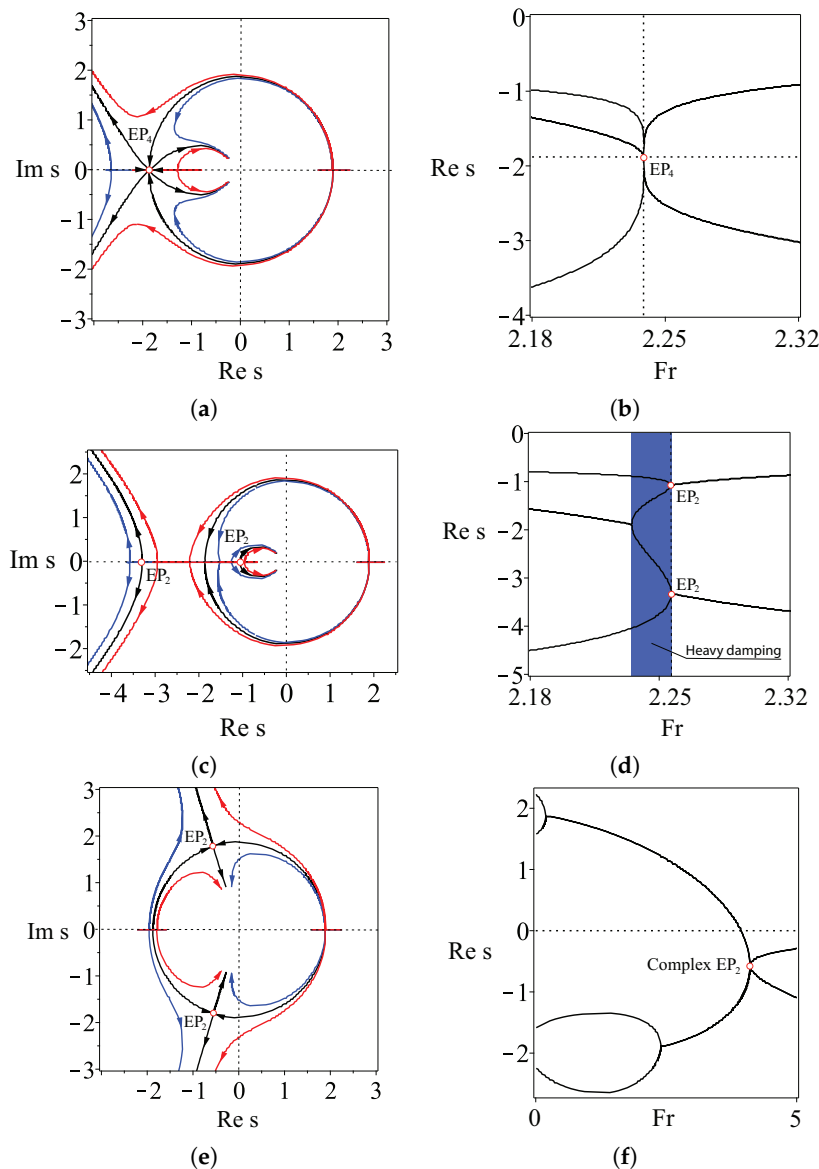 3
2
1
0
−1
−2
−3
Im s
EP4
−2 −1 0 1 2 3
Re s
(a)
0
−1
−2
−3
−4
Re s
EP4
2.18 2.25 2.32
Fr
(b)
2
1
0
−1
−2
Im s
EP2
EP2
−4 −3 −2 −1 0 1 2
Re s
(c)
0
−1
−2
−3
−4
−5
Re s
EP2
EP2
Heavy damping
2.18 2.25 2.32
Fr
(d)
3
2
1
0
−1
−2
−3
Im s
EP2
EP2
−3 −2 −1 0 1 2 3
Re s
(e)
2
1
0
−1
−2
Re s
Complex EP2
0 Fr 5
(f)